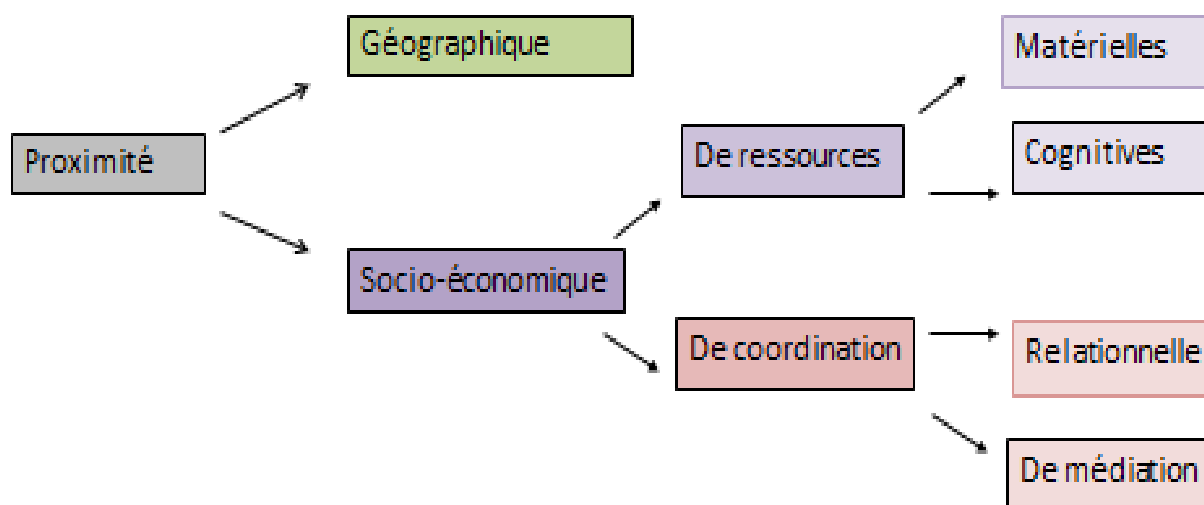 Géographique
Matérielles
Proximité
De ressources
Cognitives
Socio-économique
De coordination
Relationnelle
De médiation